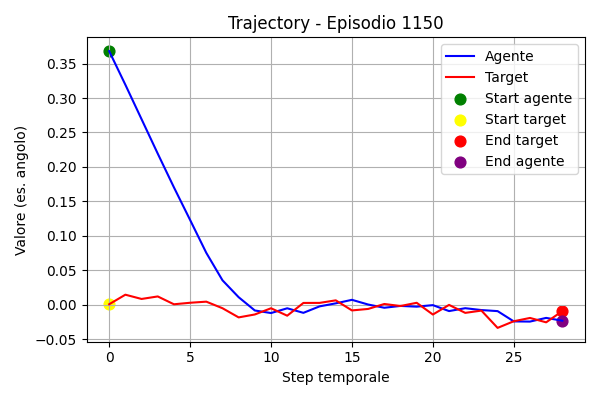 Trajectory - Episodio 1150
Valore (es. angolo)
0.35
0.30
0.25
0.20
0.15
0.10
0.05
0.00
−0.05
Agente
Target
Start agente
Start target
End target
End agente
0 5 10 15 20 25
Step temporale